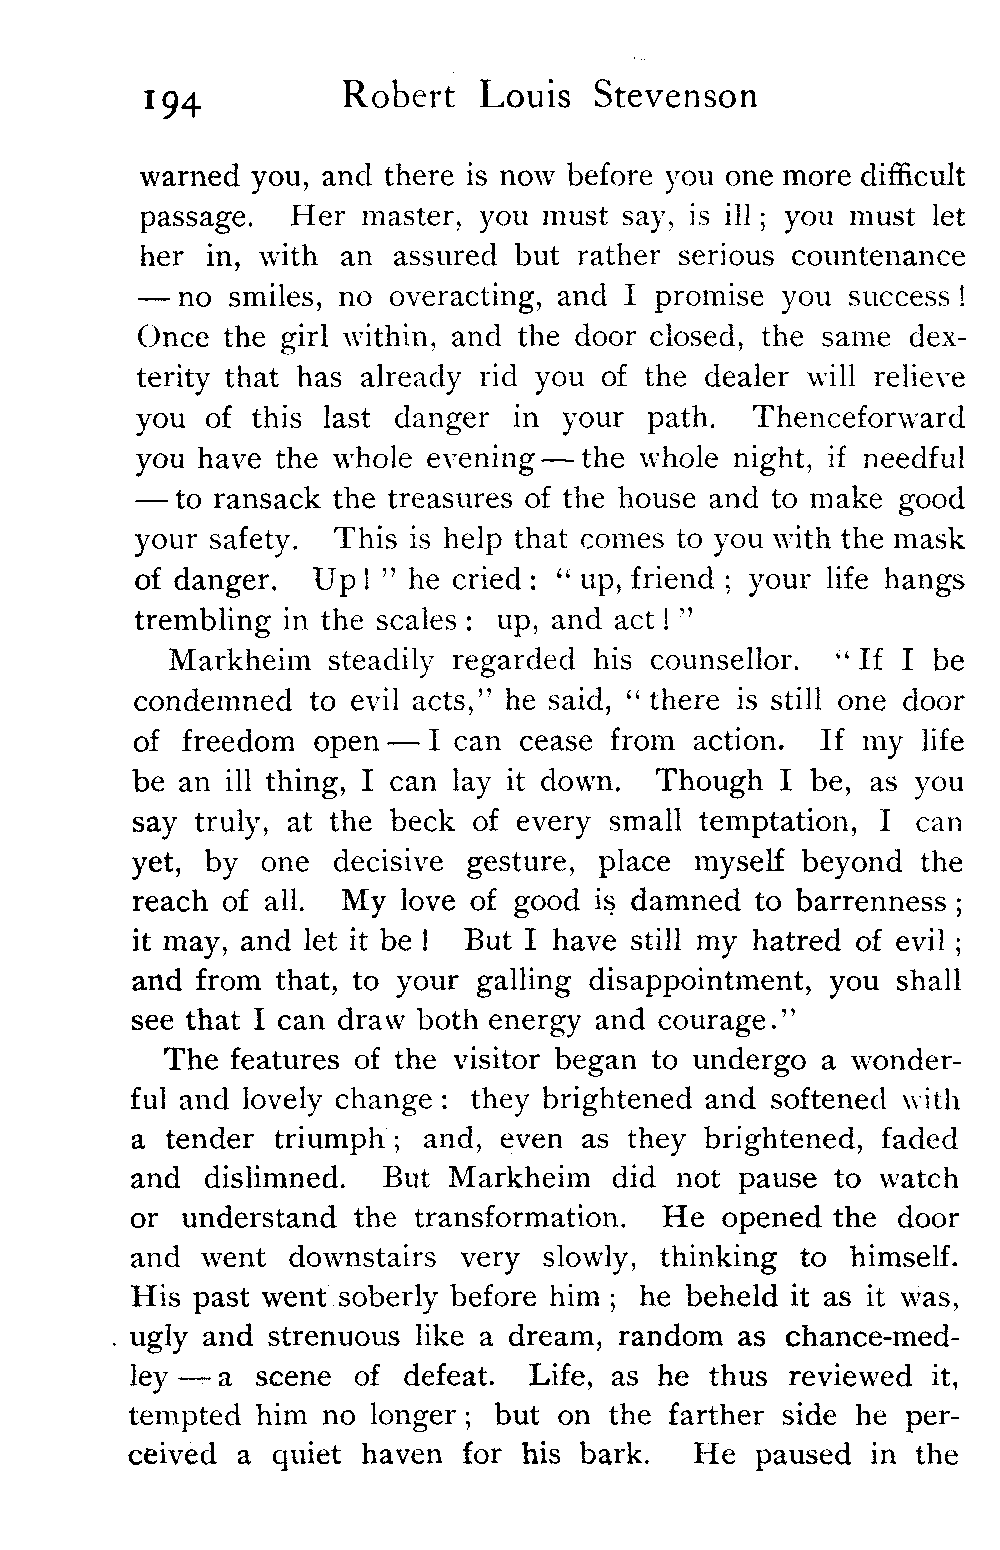 194 Robert Louis Stevenson
warned you, and there is now before you one more difficult
passage. Her master, you must say, is ill; you must let
her in, with an assured but rather serious countenance
— no smiles, no overacting, and I promise you success!
Once the girl within, and the door closed, the same dex-
terity that has already rid you of the dealer will relieve
you of this last danger in your path. Thenceforward
you have the whole evening — the whole night, if needful
— to ransack the treasures of the house and to make good
your safety. This is help that comes to you with the mask
of danger. Up!" he cried: "up, friend; your life hangs
trembling in the scales: up, and act!"
Markheim steadily regarded his counsellor. "If I be
condemned to evil acts," he said, "there is still one door
of freedom open — I can cease from action. If my life
be an ill thing, I can lay it down. Though I be, as you
say truly, at the beck of every small temptation, I can
yet, by one decisive gesture, place myself beyond the
reach of all. My love of good is damned to barrenness;
it may, and let it be! But I have still my hatred of evil;
and from that, to your galling disappointment, you shall
see that I can draw both energy and courage."
The features of the visitor began to undergo a wonder-
ful and lovely change: they brightened and softened with
a tender triumph; and, even as they brightened, faded
and dislimned. But Markheim did not pause to watch
or understand the transformation. He opened the door
and went downstairs very slowly, thinking to himself.
His past went soberly before him; he beheld it as it was,
ugly and strenuous like a dream, random as chance-med-
ley — a scene of defeat. Life, as he thus reviewed it,
tempted him no longer; but on the farther side he per-
ceived a quiet haven for his bark. He paused in the